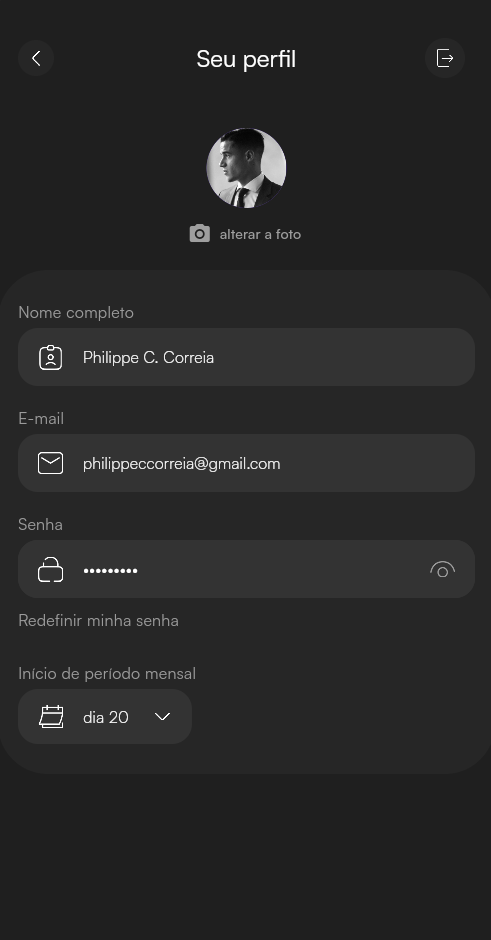 Seu perfil
alterar a foto
Nome completo
Philippe C. Correia
E-mail
philippeccorreia@gmail.com
Senha
•••••••••
Redefinir minha senha
Início de período mensal
dia 20